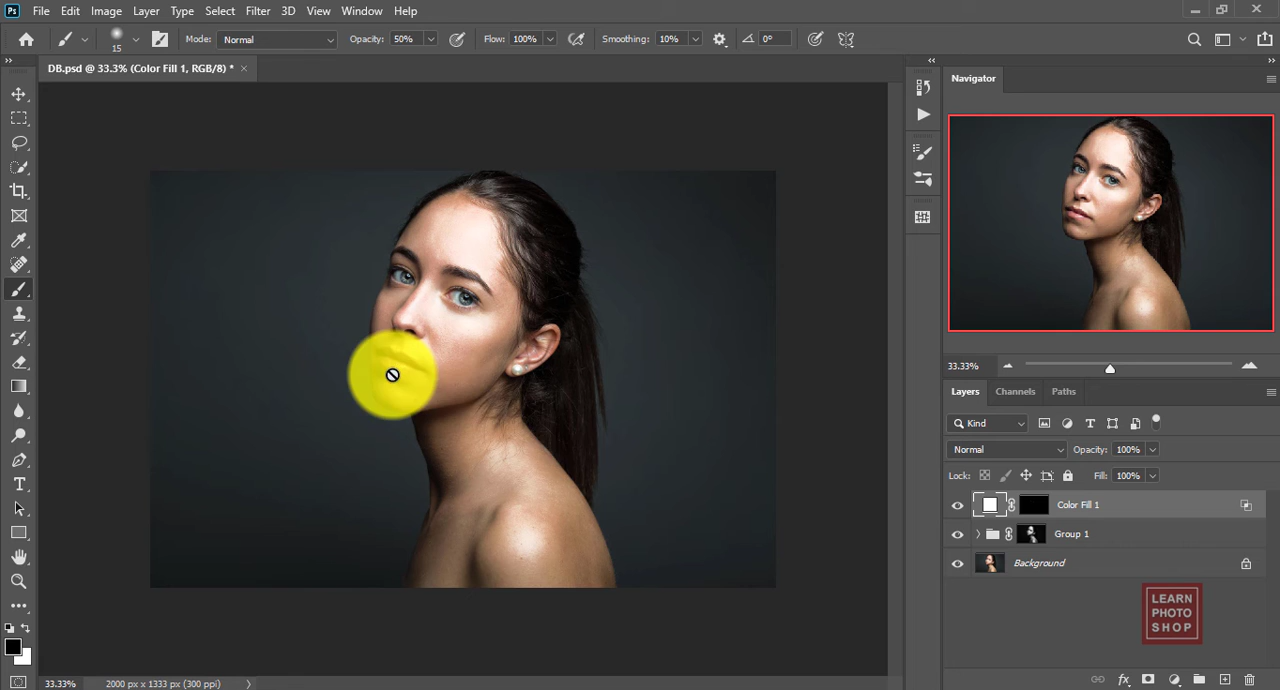 Ps File Edit Image Layer Type Select Filter 3D View Window Help
15 Mode: Normal Opacity: 50% Flow: 100% Smoothing: 10% 0°
DB.psd @ 33.3% (Color Fill 1, RGB/8) * ×
Navigator
33.33%
Layers Channels Paths
Kind
Normal Opacity: 100%
Lock: Fill: 100%
Color Fill 1
Group 1
Background
LEARN
PHOTO
SHOP
33.33% 2000 px x 1333 px (300 ppi)